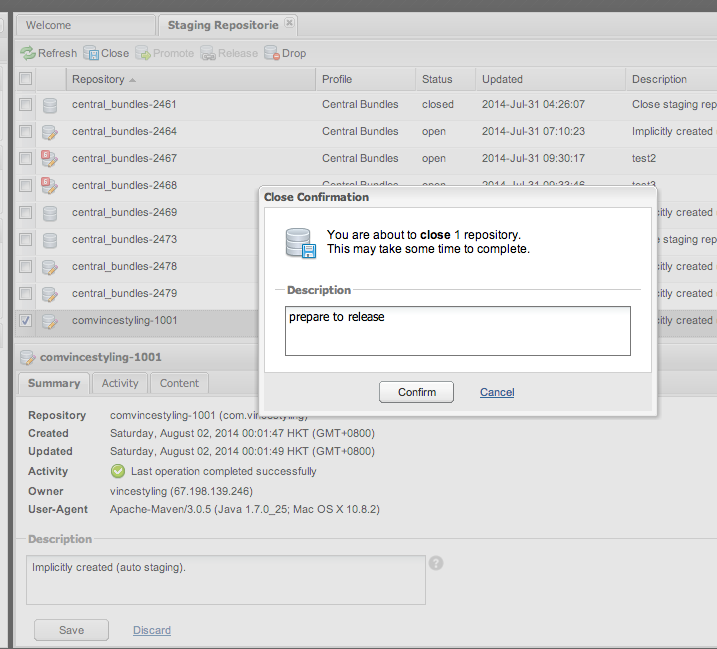 Welcome
Staging Repositorie
Refresh Close Promote Release Drop
Repository Profile Status Updated Description
central_bundles-2461 Central Bundles closed 2014-Jul-31 04:26:07 Close staging rep
central_bundles-2464 Central Bundles open 2014-Jul-31 07:10:23 Implicitly created
central_bundles-2467 Central Bundles open 2014-Jul-31 09:30:17 test2
central_bundles-2468 Central Bundles open 2014-Jul-31 09:33:46 test3
central_bundles-2469 citly created
central_bundles-2473 e staging rep
central_bundles-2478 citly created
central_bundles-2479 citly created
comvincestyling-1001 citly created
Close Confirmation
You are about to close 1 repository.
This may take some time to complete.
Description
prepare to release
Confirm Cancel
comvincestyling-1001
Summary Activity Content
Repository comvincestyling-1001 (com.vincestyling)
Created Saturday, August 02, 2014 00:01:47 HKT (GMT+0800)
Updated Saturday, August 02, 2014 00:01:49 HKT (GMT+0800)
Activity Last operation completed successfully
Owner vincestyling (67.198.139.246)
User-Agent Apache-Maven/3.0.5 (Java 1.7.0_25; Mac OS X 10.8.2)
Description
Implicitly created (auto staging).
?
Save Discard